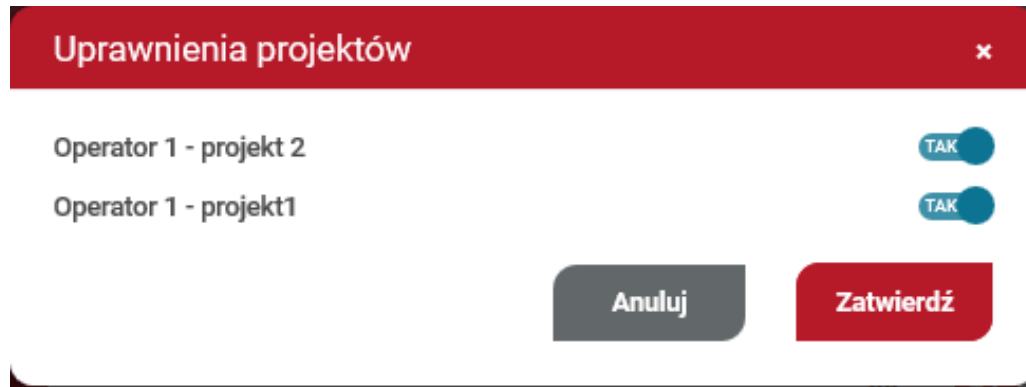 Uprawnienia projektów ×
Operator 1 - projekt 2 TAK
Operator 1 - projekt1 TAK
Anuluj Zatwierdź